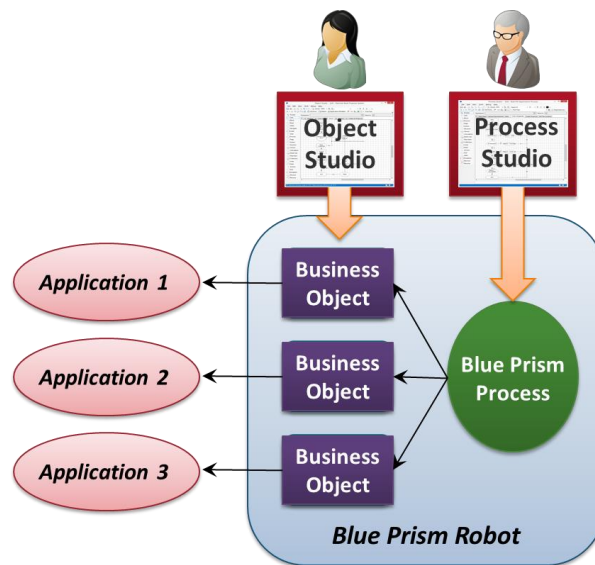 Object
Studio
Process
Studio
Application 1
Business
Object
Application 2
Business
Object
Blue Prism
Process
Application 3
Business
Object
Blue Prism Robot